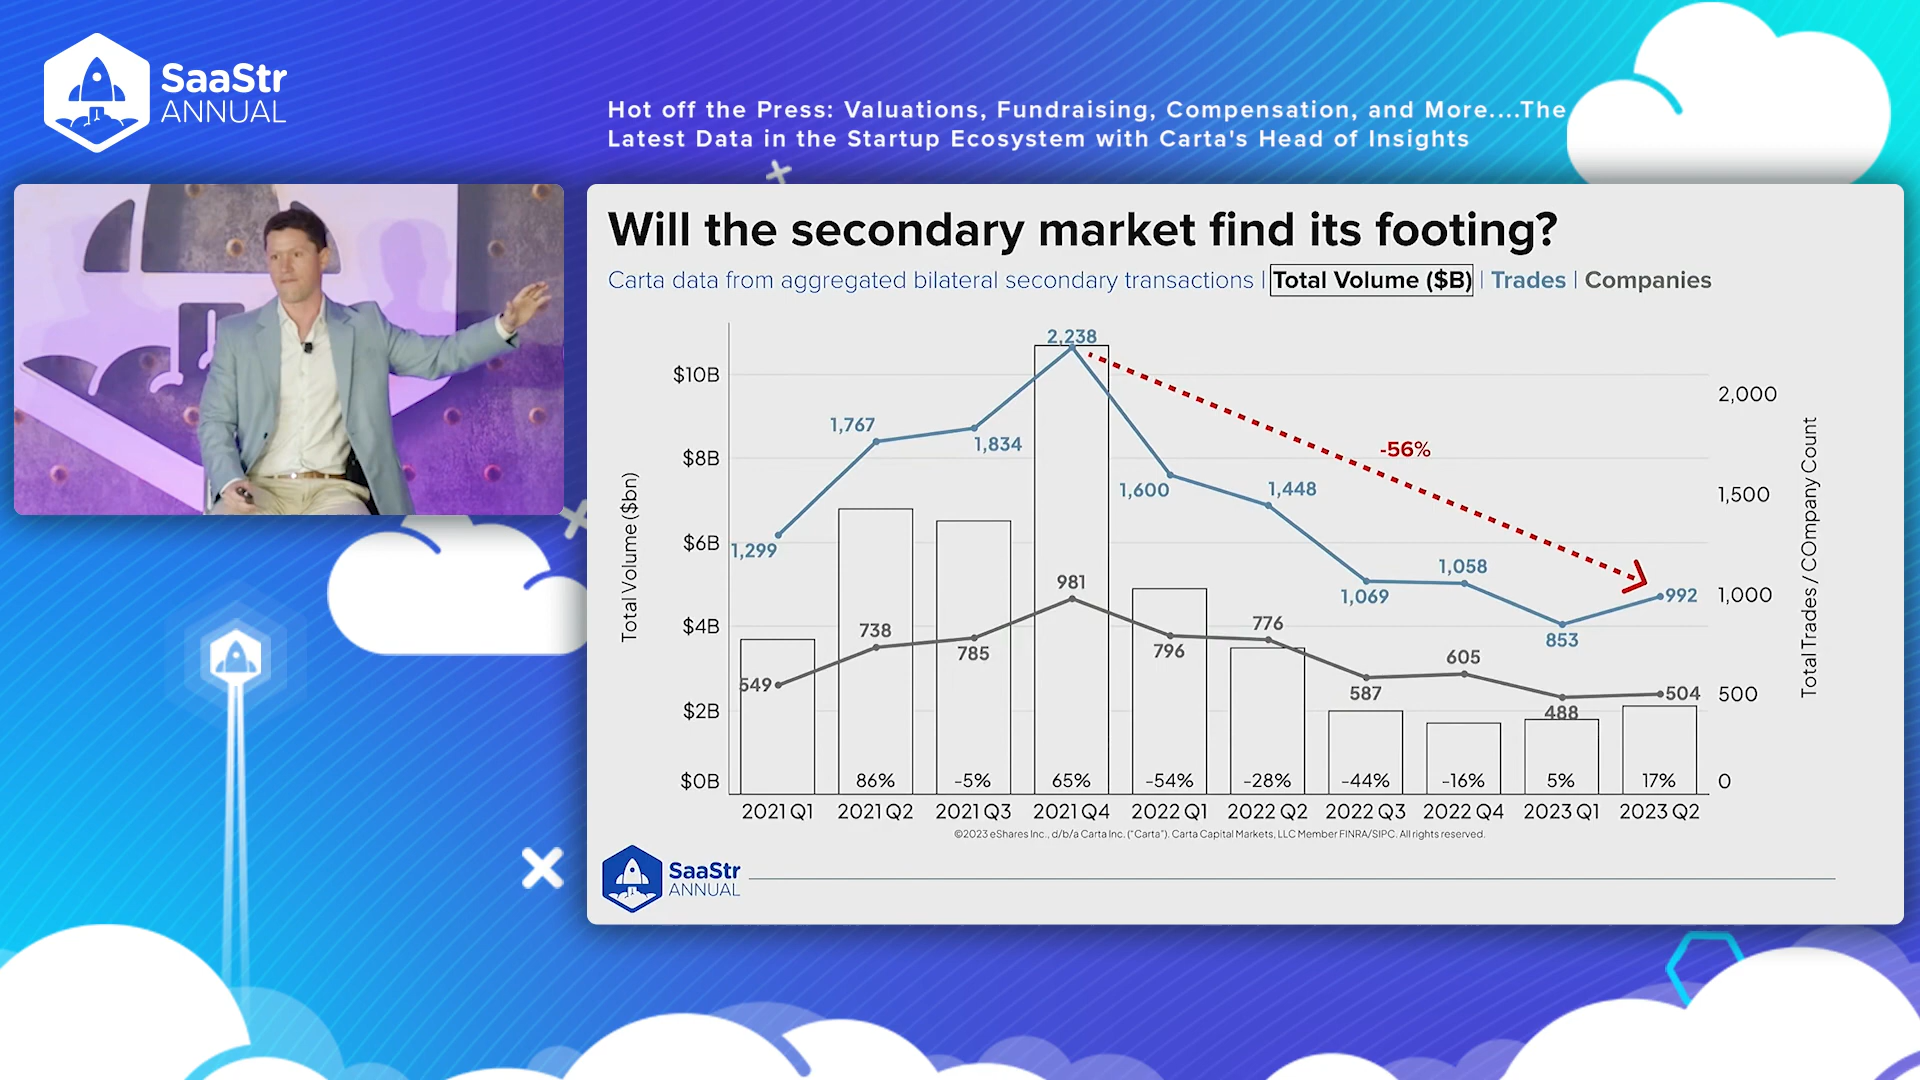 SaaStr
ANNUAL
Hot off the Press: Valuations, Fundraising, Compensation, and More....The
Latest Data in the Startup Ecosystem with Carta's Head of Insights
Will the secondary market find its footing?
Carta data from aggregated bilateral secondary transactions | Total Volume ($B) | Trades | Companies
Total Volume ($bn)
$10B
$8B
$6B
$4B
$2B
$0B
2,238
1,767
1,834
1,299
1,600
1,448
1,069
1,058
853
992
-56%
549
738
785
981
796
776
587
605
488
504
86%
-5%
65%
-54%
-28%
-44%
-16%
5%
17%
2,000
1,500
1,000
500
0
Total Trades / COmpany Count
2021 Q1
2021 Q2
2021 Q3
2021 Q4
2022 Q1
2022 Q2
2022 Q3
2022 Q4
2023 Q1
2023 Q2
©2023 eShares Inc., d/b/a Carta Inc. ("Carta"). Carta Capital Markets, LLC Member FINRA/SIPC. All rights reserved.
SaaStr
ANNUAL